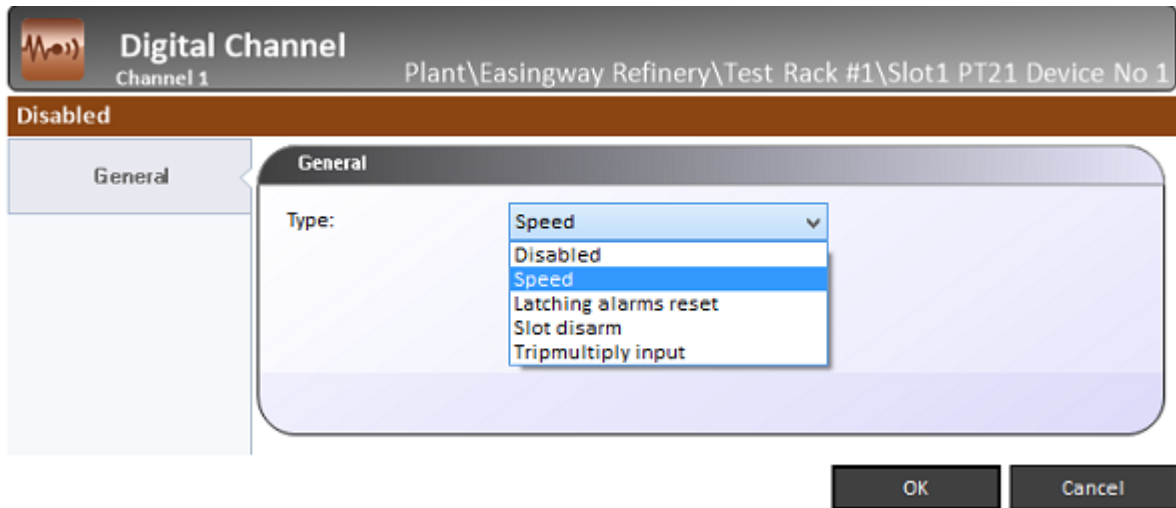 Digital Channel
Channel 1
Plant\Easingway Refinery\Test Rack #1\Slot1 PT21 Device No 1
Disabled
General
General
Type:
Speed
Disabled
Speed
Latching alarms reset
Slot disarm
Tripmultiply input
OK
Cancel